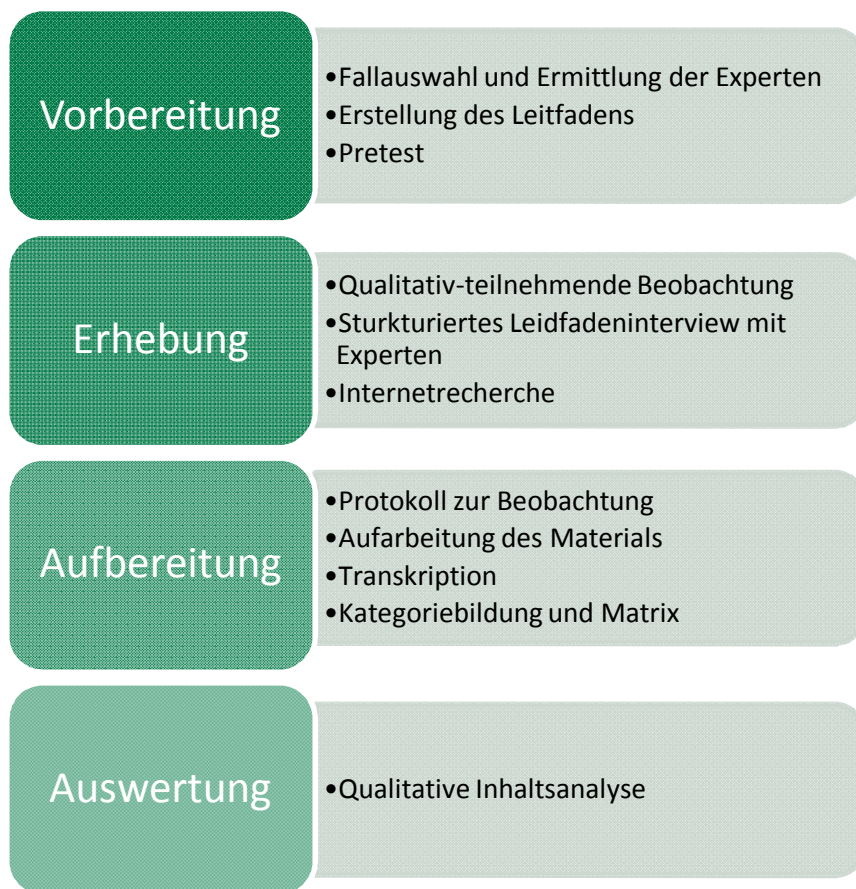 Vorbereitung
•Fallauswahl und Ermittlung der Experten
•Erstellung des Leitfadens
•Pretest
Erhebung
•Qualitativ-teilnehmende Beobachtung
•Sturkturiertes Leidfadeninterview mit
Experten
•Internetrecherche
Aufbereitung
•Protokoll zur Beobachtung
•Aufarbeitung des Materials
•Transkription
•Kategoriebildung und Matrix
Auswertung
•Qualitative Inhaltsanalyse